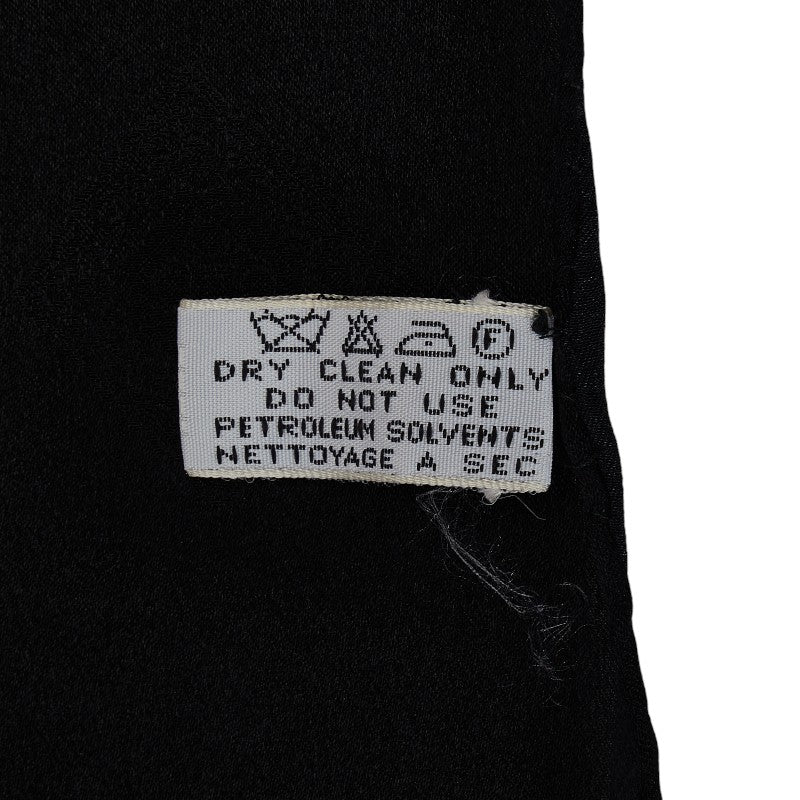 F
DRY CLEAN ONLY
DO NOT USE
PETROLEUM SOLVENTS
NETTOYAGE A SEC